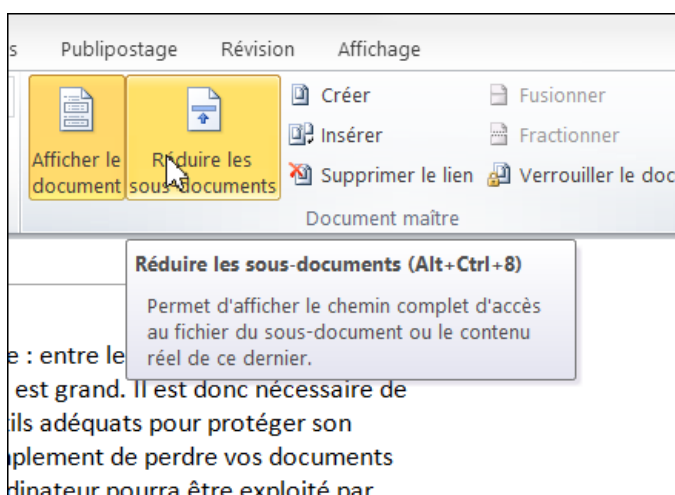 s Publipostage Révision Affichage
Afficher le document
Réduire les sous-documents
Créer
Insérer
Supprimer le lien
Fusionner
Fractionner
Verrouiller le doc
Document maître
Réduire les sous-documents (Alt+Ctrl+8)
Permet d'afficher le chemin complet d'accès
au fichier du sous-document ou le contenu
réel de ce dernier.
e : entre le
est grand. Il est donc nécessaire de
tils adéquats pour protéger son
plement de perdre vos documents
dinateur pourra être exploité par